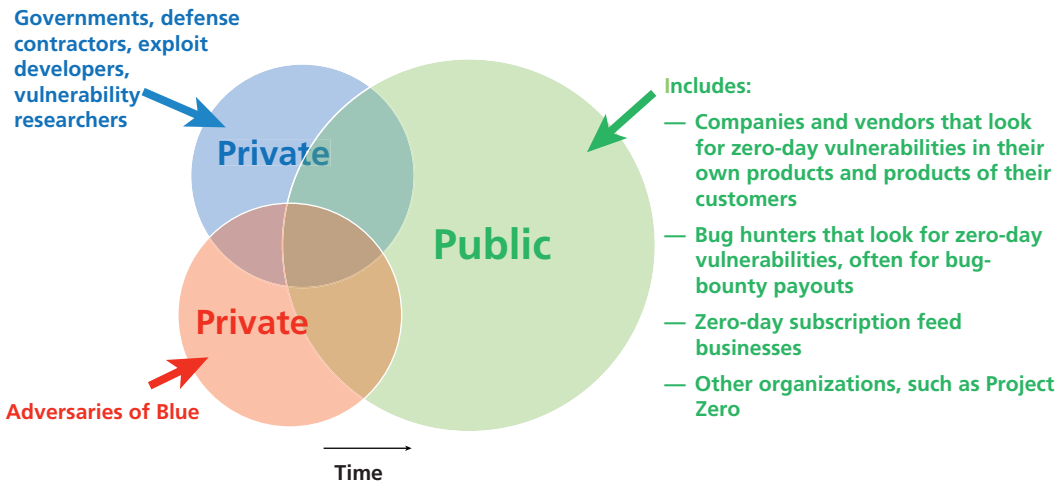 Governments, defense
contractors, exploit
developers,
vulnerability
researchers
Private
Public
Private
Adversaries of Blue
Time
Includes:
— Companies and vendors that look
for zero-day vulnerabilities in their
own products and products of their
customers
— Bug hunters that look for zero-day
vulnerabilities, often for bug-
bounty payouts
— Zero-day subscription feed
businesses
— Other organizations, such as Project
Zero